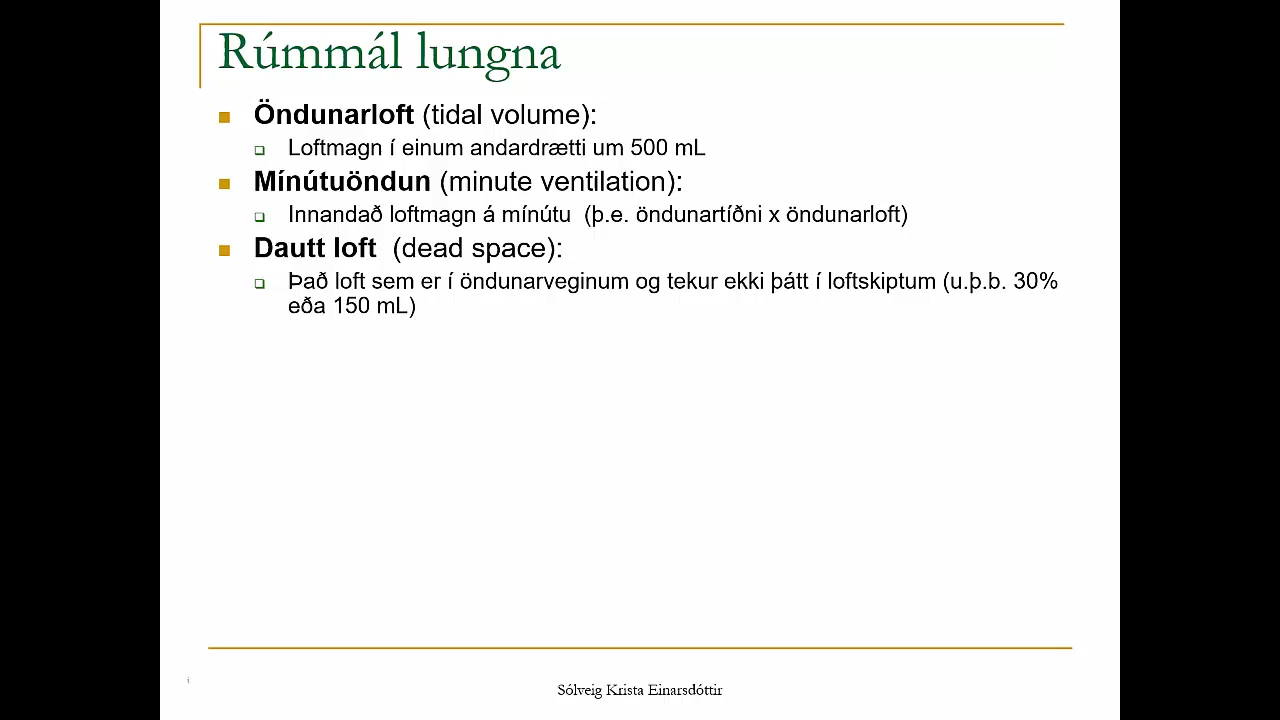 Rúmmál lungna
Öndunarloft (tidal volume):
Loftmagn í einum andardrætti um 500 mL
Mínútuöndun (minute ventilation):
Innandað loftmagn á mínútu (þ.e. öndunartíðni x öndunarloft)
Dautt loft (dead space):
Það loft sem er í öndunarveginum og tekur ekki þátt í loftskiptum (u.þ.b. 30%
eða 150 mL)
i
Sólveig Krista Einarsdóttir